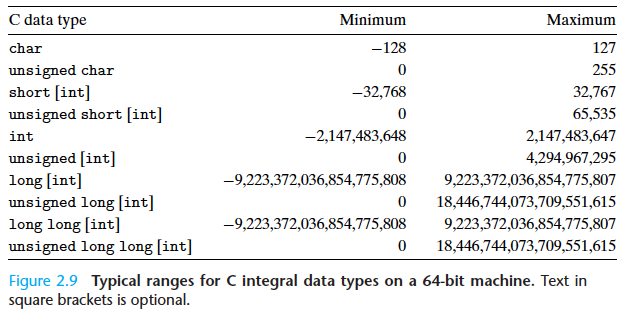 C data type Minimum Maximum
char −128 127
unsigned char 0 255
short [int] −32,768 32,767
unsigned short [int] 0 65,535
int −2,147,483,648 2,147,483,647
unsigned [int] 0 4,294,967,295
long [int] −9,223,372,036,854,775,808 9,223,372,036,854,775,807
unsigned long [int] 0 18,446,744,073,709,551,615
long long [int] −9,223,372,036,854,775,808 9,223,372,036,854,775,807
unsigned long long [int] 0 18,446,744,073,709,551,615
Figure 2.9 Typical ranges for C integral data types on a 64-bit machine. Text in
square brackets is optional.